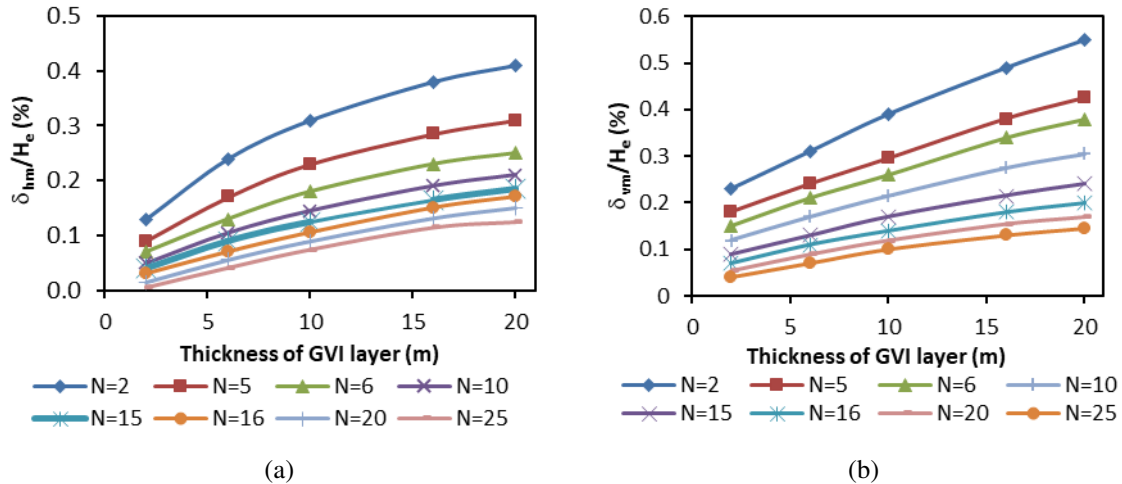 (a)
0.5
0.4
0.3
0.2
0.1
0.0
δhm/He (%)
0 5 10 15 20
Thickness of GVI layer (m)
N=2 N=5 N=6 N=10
N=15 N=16 N=20 N=25
(a)
(b)
0.6
0.5
0.4
0.3
0.2
0.1
0
δvm/He (%)
0 5 10 15 20
Thickness of GVI layer (m)
N=2 N=5 N=6 N=10
N=15 N=16 N=20 N=25
(b)